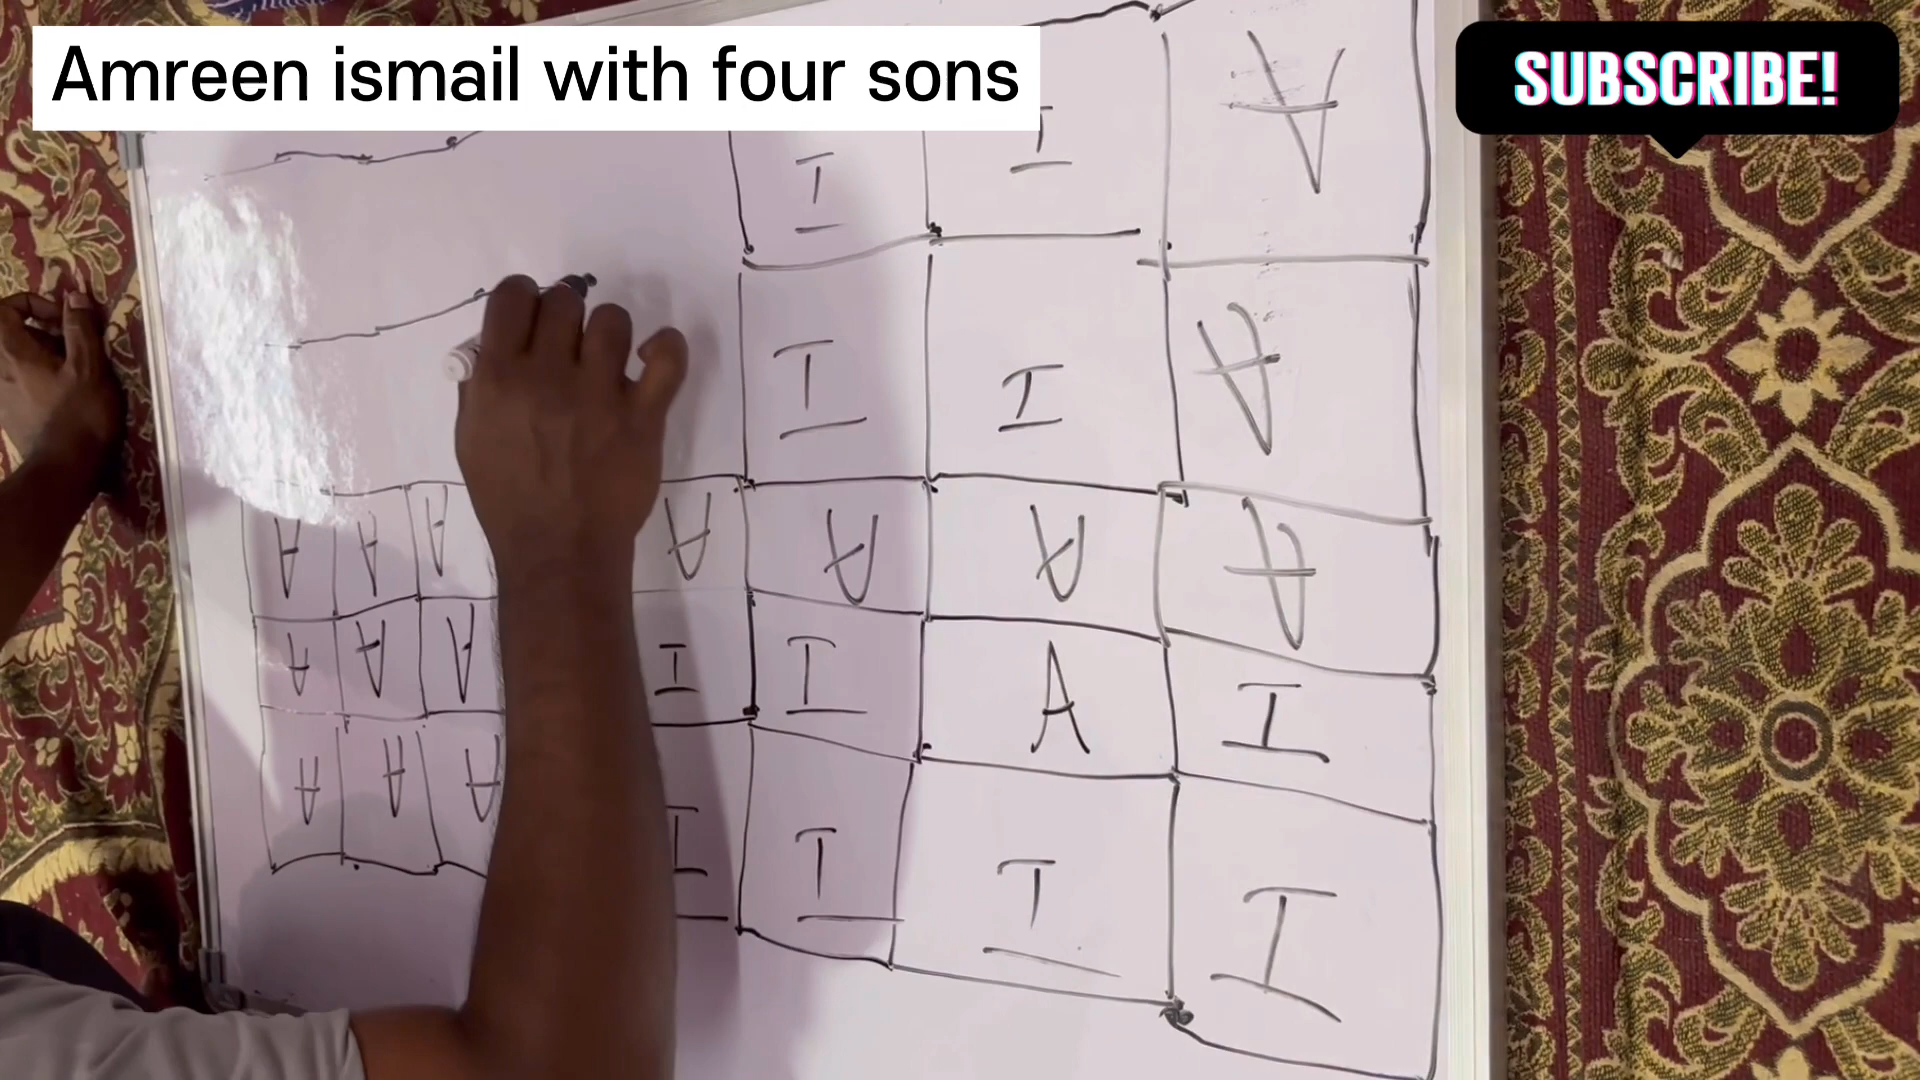 Amreen ismail with four sons
SUBSCRIBE!
I I A
I I A
A A A A A A A
A A A I I A I
A A A I I I I